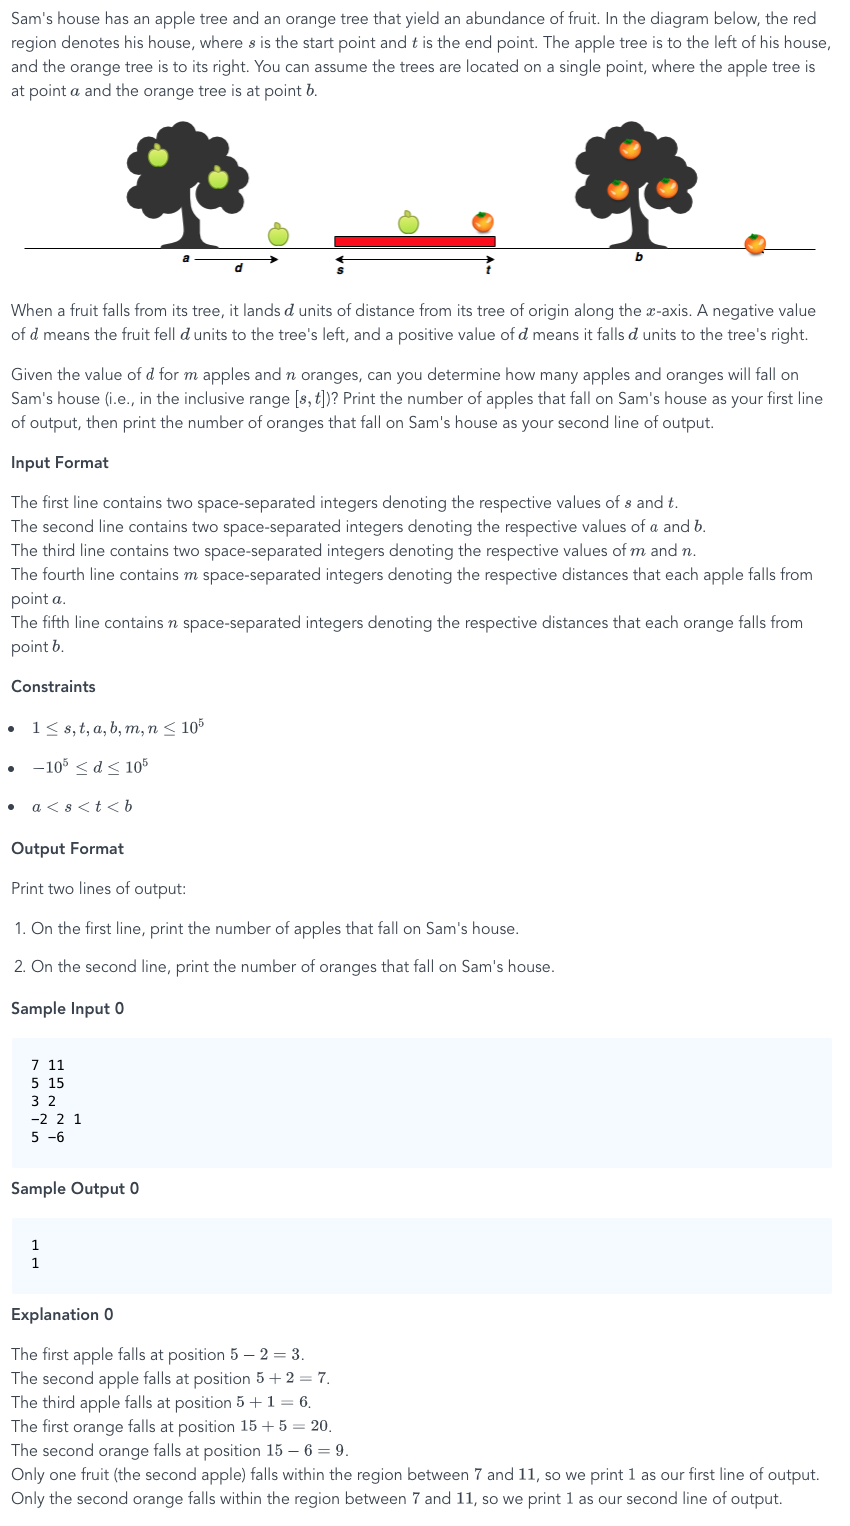 Sam's house has an apple tree and an orange tree that yield an abundance of fruit. In the diagram below, the red
region denotes his house, where s is the start point and t is the end point. The apple tree is to the left of his house,
and the orange tree is to its right. You can assume the trees are located on a single point, where the apple tree is
at point a and the orange tree is at point b.
a d s t b
When a fruit falls from its tree, it lands d units of distance from its tree of origin along the x-axis. A negative value
of d means the fruit fell d units to the tree's left, and a positive value of d means it falls d units to the tree's right.
Given the value of d for m apples and n oranges, can you determine how many apples and oranges will fall on
Sam's house (i.e., in the inclusive range [s, t])? Print the number of apples that fall on Sam's house as your first line
of output, then print the number of oranges that fall on Sam's house as your second line of output.
Input Format
The first line contains two space-separated integers denoting the respective values of s and t.
The second line contains two space-separated integers denoting the respective values of a and b.
The third line contains two space-separated integers denoting the respective values of m and n.
The fourth line contains m space-separated integers denoting the respective distances that each apple falls from
point a.
The fifth line contains n space-separated integers denoting the respective distances that each orange falls from
point b.
Constraints
• 1 ≤ s, t, a, b, m, n ≤ 10⁵
• −10⁵ ≤ d ≤ 10⁵
• a < s < t < b
Output Format
Print two lines of output:
1. On the first line, print the number of apples that fall on Sam's house.
2. On the second line, print the number of oranges that fall on Sam's house.
Sample Input 0
7 11
5 15
3 2
-2 2 1
5 -6
Sample Output 0
1
1
Explanation 0
The first apple falls at position 5 − 2 = 3.
The second apple falls at position 5 + 2 = 7.
The third apple falls at position 5 + 1 = 6.
The first orange falls at position 15 + 5 = 20.
The second orange falls at position 15 − 6 = 9.
Only one fruit (the second apple) falls within the region between 7 and 11, so we print 1 as our first line of output.
Only the second orange falls within the region between 7 and 11, so we print 1 as our second line of output.